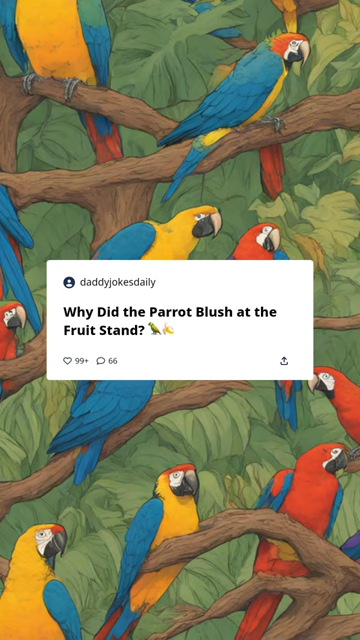 daddyjokesdaily
Why Did the Parrot Blush at the
Fruit Stand? 🦜🍌
99+ 66